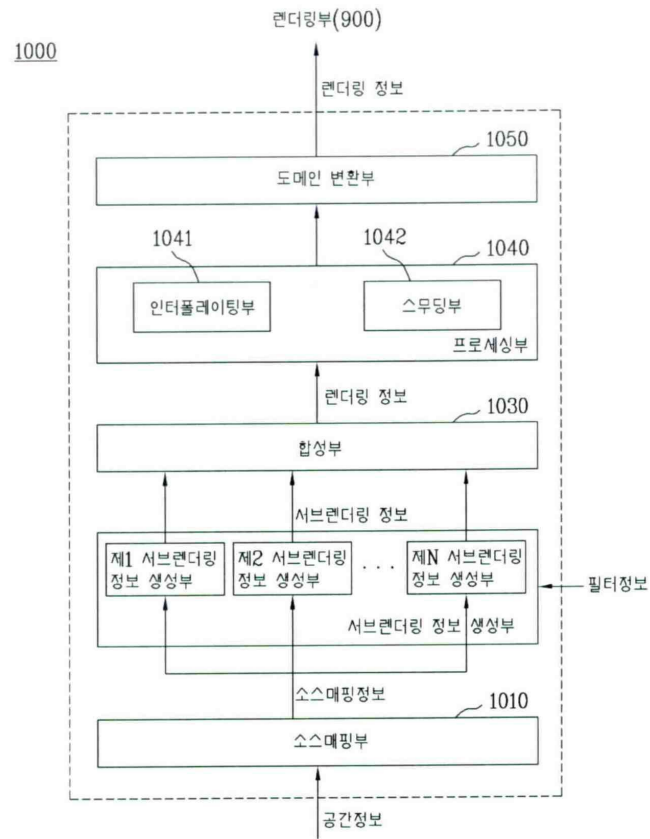 렌더링부(900)
1000
렌더링 정보
1050
도메인 변환부
1041
1042
1040
인터폴레이팅부
스무딩부
프로세싱부
렌더링 정보
1030
합성부
서브렌더링 정보
제1 서브렌더링
정보 생성부
제2 서브렌더링
정보 생성부
· · ·
제N 서브렌더링
정보 생성부
필터정보
서브렌더링 정보 생성부
소스매핑정보
1010
소스매핑부
공간정보